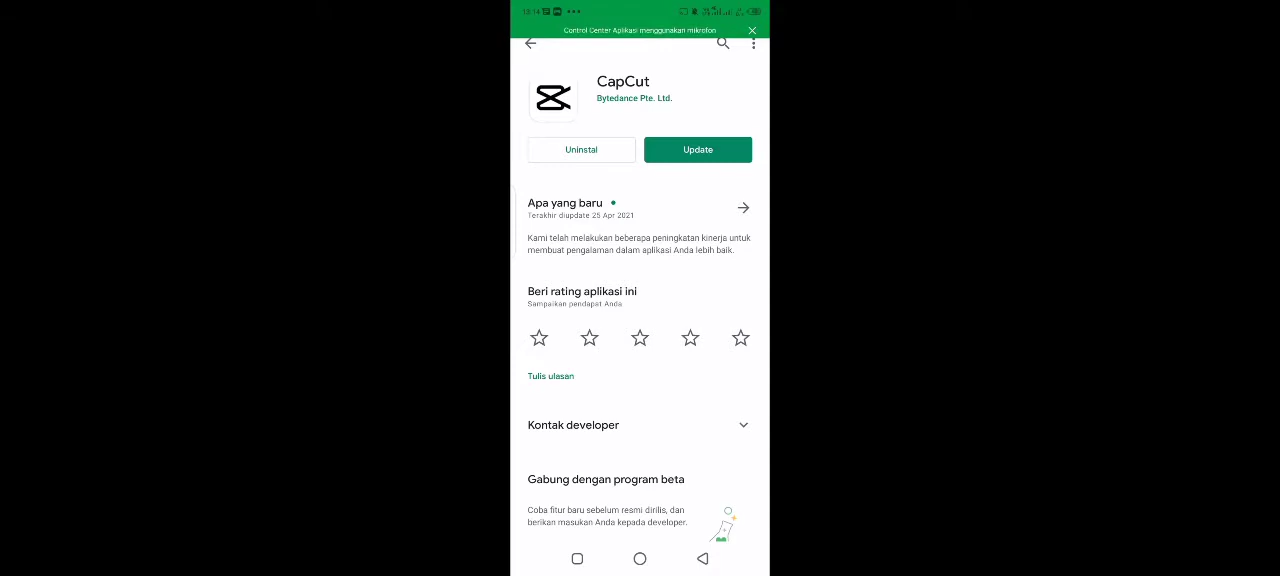 13.14
Control Center Aplikasi menggunakan mikrofon
CapCut
Bytedance Pte. Ltd.
Uninstal
Update
Apa yang baru
Terakhir diupdate 25 Apr 2021
Kami telah melakukan beberapa peningkatan kinerja untuk
membuat pengalaman dalam aplikasi Anda lebih baik.
Beri rating aplikasi ini
Sampaikan pendapat Anda
Tulis ulasan
Kontak developer
Gabung dengan program beta
Coba fitur baru sebelum resmi dirilis, dan
berikan masukan Anda kepada developer.